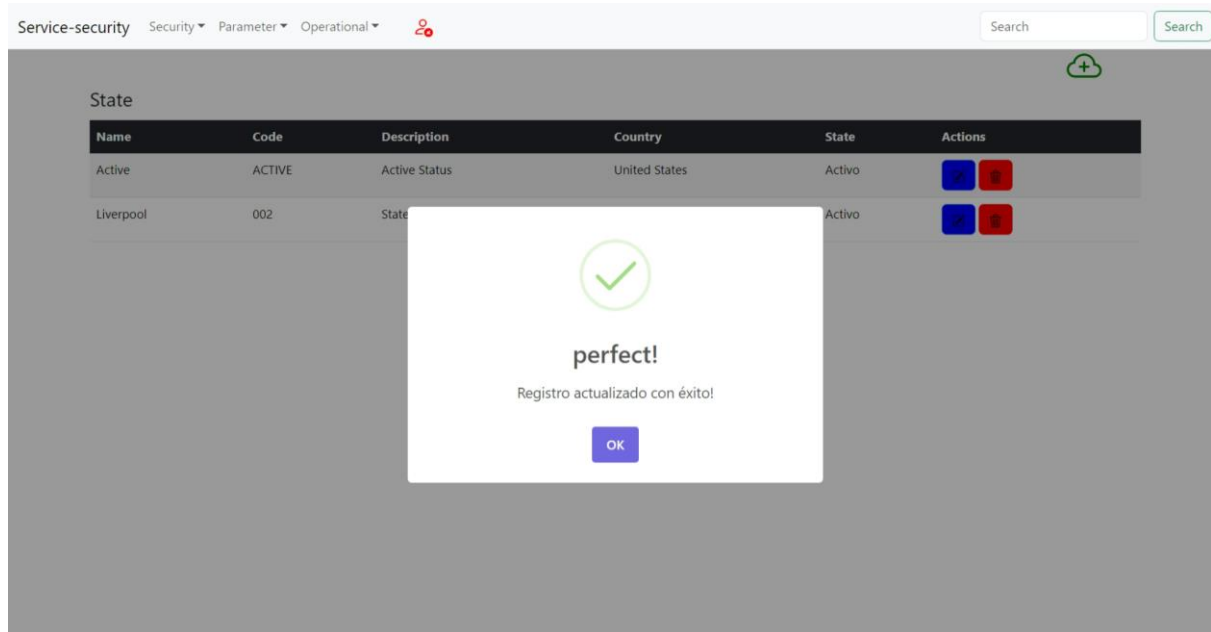 Service-security Security Parameter Operational Search Search
State
Name Code Description Country State Actions
Active ACTIVE Active Status United States Activo
Liverpool 002 State Activo
perfect!
Registro actualizado con éxito!
OK